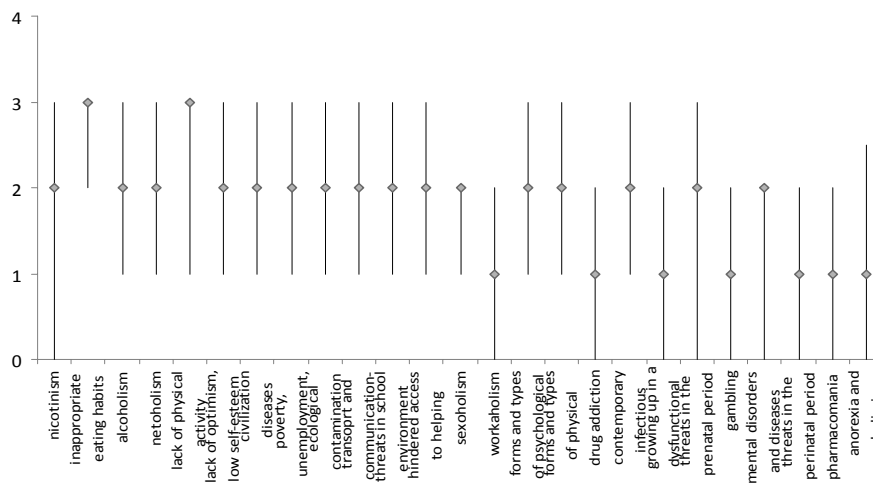 4
3
2
1
0
nicotinism
inappropriate
eating habits
alcoholism
netoholism
lack of physical
activity
lack of optimism,
low self-esteem
civilization
diseases
poverty,
unemployment,
ecological
contamination
transoprt and
communication-
threats in school
environment
hindered access
to helping
sexoholism
workaholism
forms and types
of psychological
forms and types
of physical
drug addiction
contemporary
infectious
growing up in a
dysfunctional
threats in the
prenatal period
gambling
mental disorders
and diseases
threats in the
perinatal period
pharmacomania
anorexia and